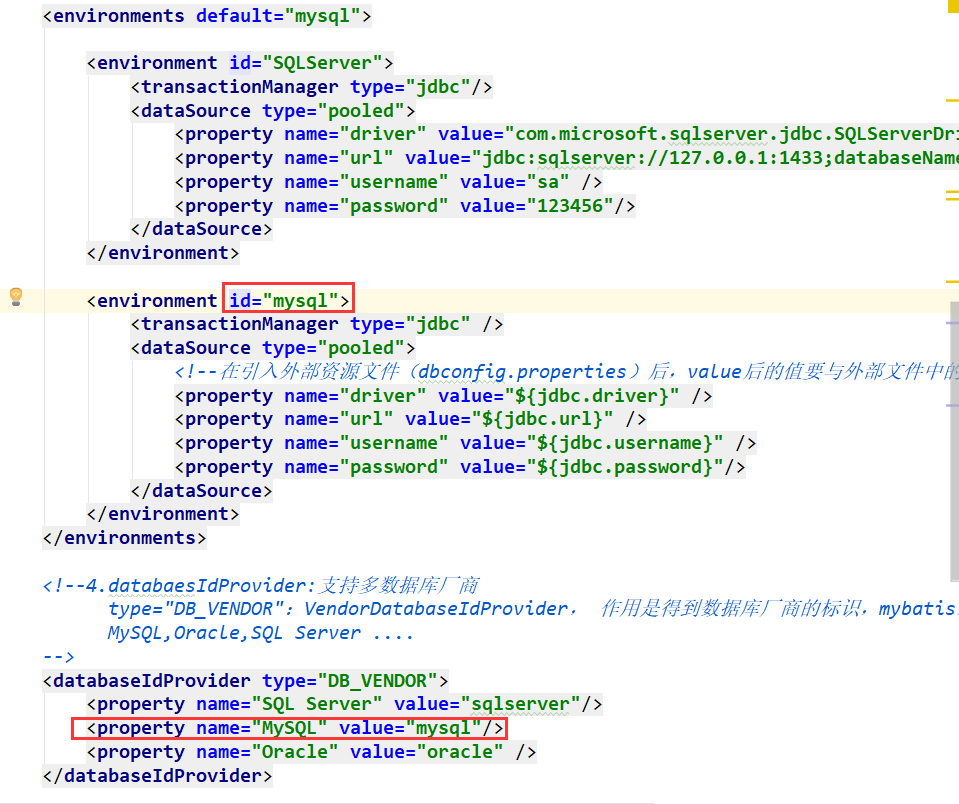 <environments default="mysql">
<environment id="SQLServer">
<transactionManager type="jdbc"/>
<dataSource type="pooled">
<property name="driver" value="com.microsoft.sqlserver.jdbc.SQLServerDri
<property name="url" value="jdbc:sqlserver://127.0.0.1:1433;databaseName
<property name="username" value="sa" />
<property name="password" value="123456"/>
</dataSource>
</environment>
<environment id="mysql">
<transactionManager type="jdbc" />
<dataSource type="pooled">
<!--在引入外部资源文件（dbconfig.properties）后，value后的值要与外部文件中的
<property name="driver" value="${jdbc.driver}" />
<property name="url" value="${jdbc.url}" />
<property name="username" value="${jdbc.username}" />
<property name="password" value="${jdbc.password}"/>
</dataSource>
</environment>
</environments>
<!--4.databaesIdProvider:支持多数据库厂商
type="DB_VENDOR"：VendorDatabaseIdProvider， 作用是得到数据库厂商的标识，mybatis
MySQL,Oracle,SQL Server ....
-->
<databaseIdProvider type="DB_VENDOR">
<property name="SQL Server" value="sqlserver"/>
<property name="MySQL" value="mysql"/>
<property name="Oracle" value="oracle" />
</databaseIdProvider>